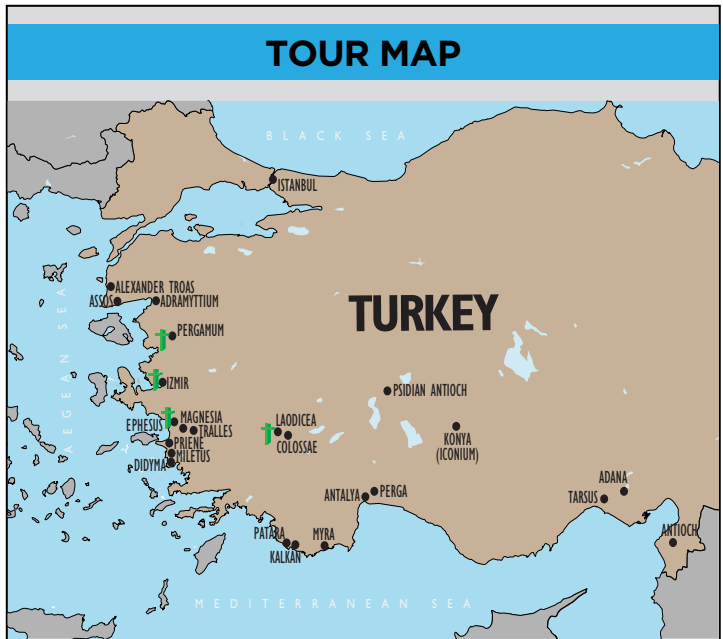 TOUR MAP
BLACK SEA
ISTANBUL
ALEXANDER TROAS
ASSOS
ADRAMYTTIUM
TURKEY
PERGAMUM
AEGEAN SEA
IZMIR
PSIDIAN ANTIOCH
EPHESUS
MAGNESIA
TRALLES
LAODICEA
COLOSSAE
KONYA
(ICONIUM)
PRIENE
MILETUS
DIDYMA
ANTALYA
PERGA
ADANA
TARSUS
PATARA
KALKAN
MYRA
ANTIOCH
MEDITERRANEAN SEA